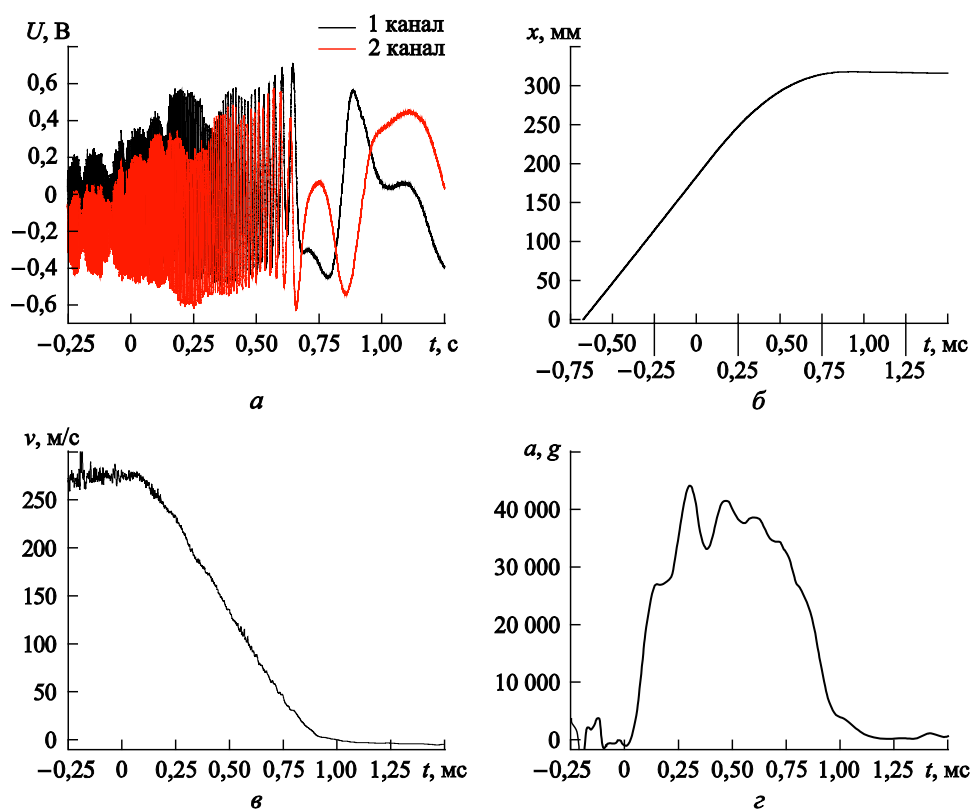 U, В
1 канал
2 канал
0,6
0,4
0,2
0
−0,2
−0,4
−0,6
−0,25 0 0,25 0,50 0,75 1,00 t, с
а
x, мм
300
250
200
150
100
50
0
−0,50 0 0,50 1,00 t, мс
−0,75 −0,25 0,25 0,75 1,25
б
v, м/с
250
200
150
100
50
0
−0,25 0 0,25 0,50 0,75 1,00 1,25 t, мс
в
a, g
40 000
30 000
20 000
10 000
0
−0,25 0 0,25 0,50 0,75 1,00 1,25 t, мс
г